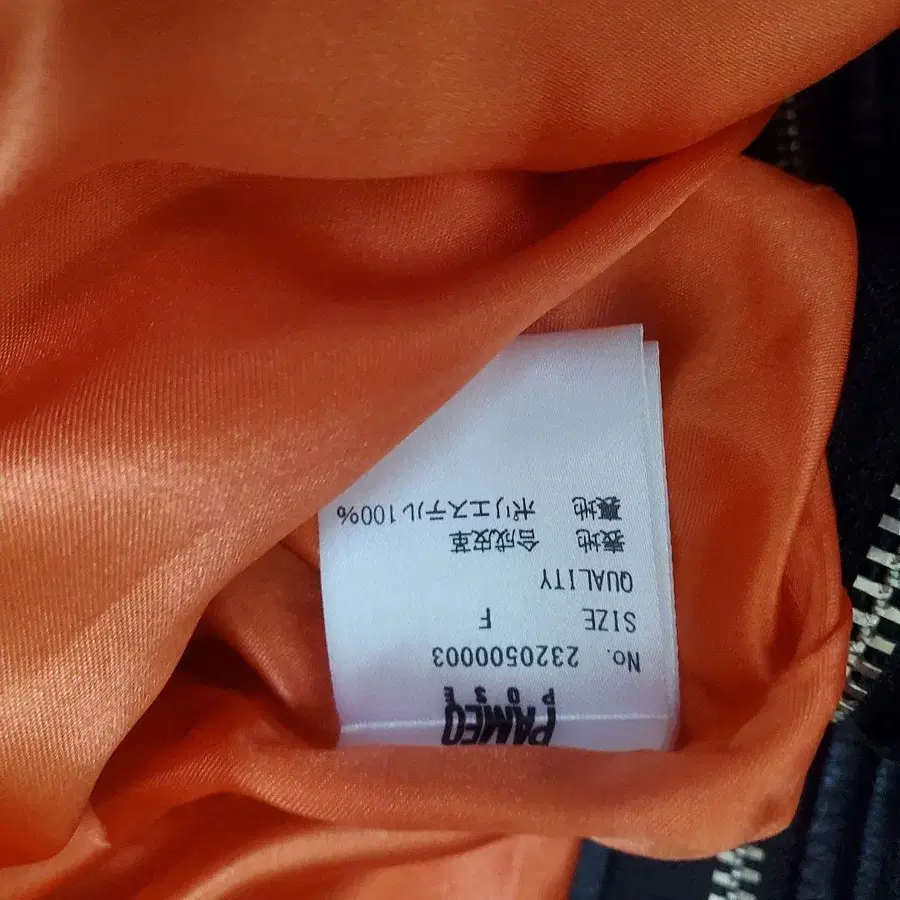 PAMEO
POSE
No. 2320500003
SIZE F
QUALITY
表地 合成皮革
裏地 ポリエステル100%